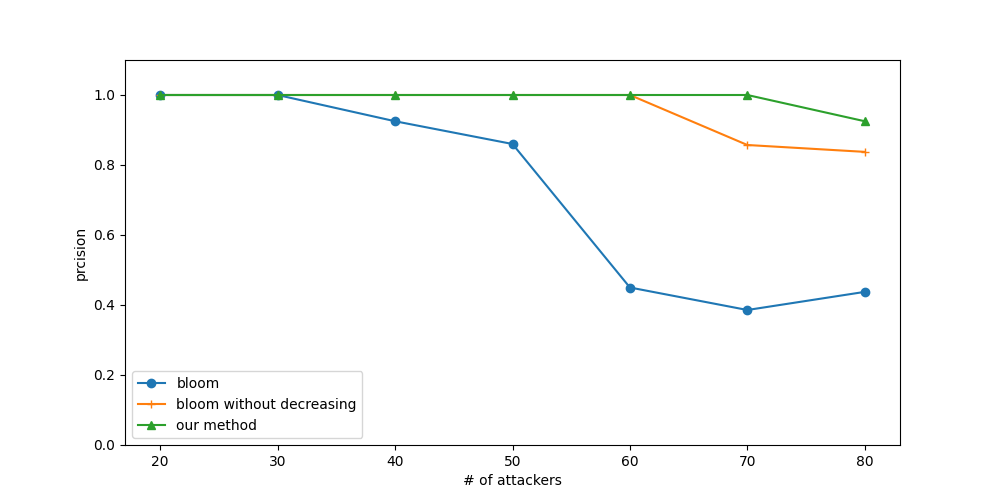 1.0
0.8
0.6
0.4
0.2
0.0
prcision
20 30 40 50 60 70 80
# of attackers
bloom
bloom without decreasing
our method